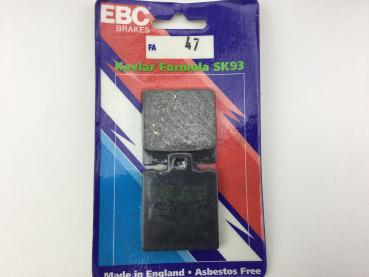 EBC
BRAKES
FA 47
Kevlar Formula SK93
Made in England • Asbestos Free